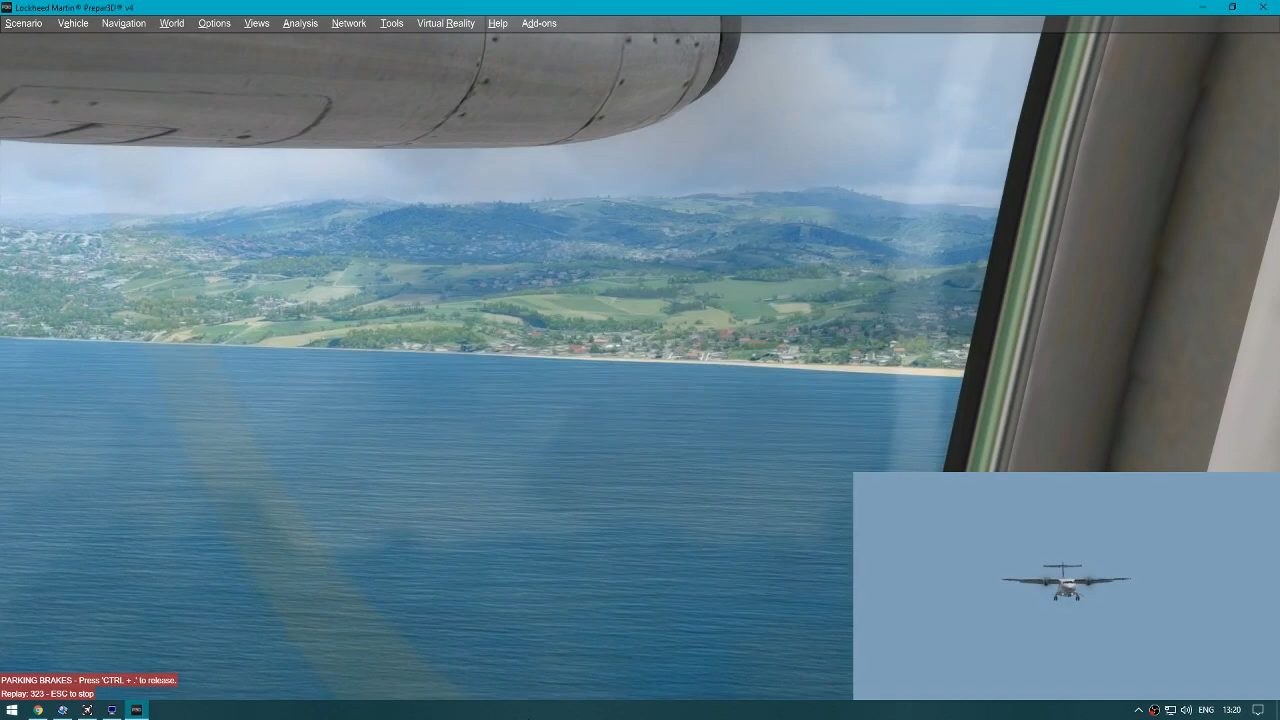 Lockheed Martin® Prepar3D® v4
Scenario Vehicle Navigation World Options Views Analysis Network Tools Virtual Reality Help Add-ons
PARKING BRAKES - Press 'CTRL + .' to release.
Replay: 323 - ESC to stop
ENG 13:20